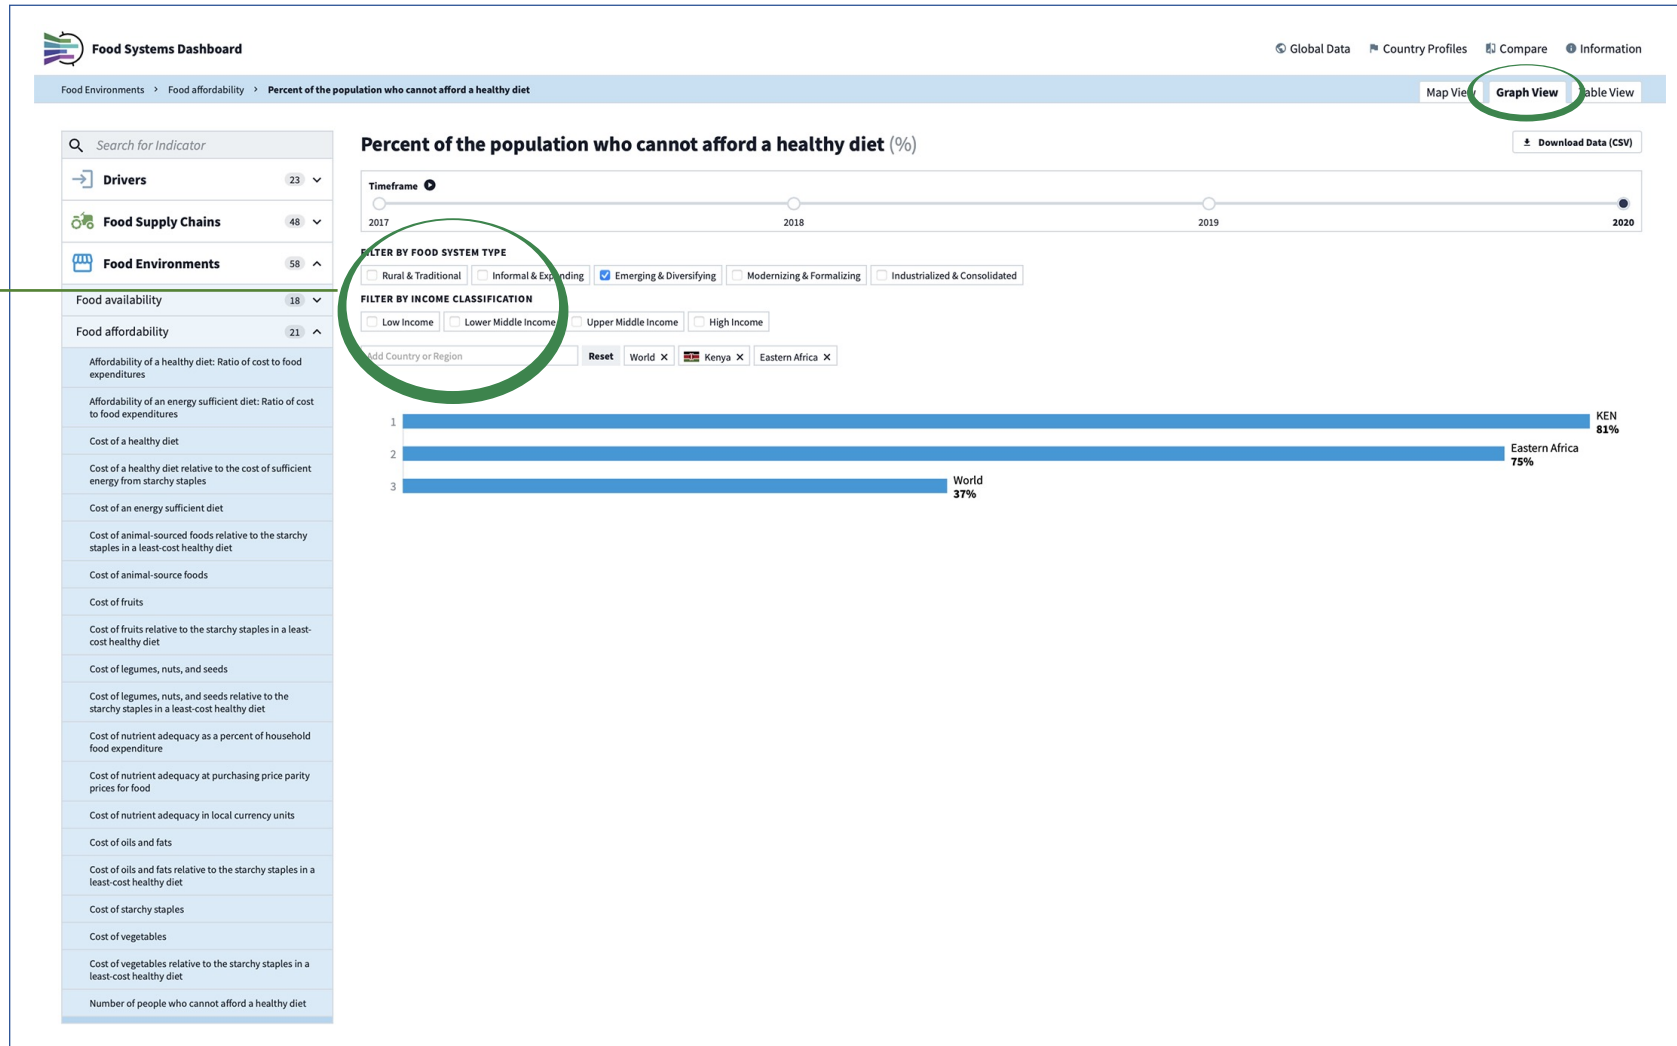 Food Systems Dashboard
Global Data
Country Profiles
Compare
Information
Food Environments > Food affordability > Percent of the population who cannot afford a healthy diet
Map View
Graph View
Table View
Search for Indicator
Drivers 23
Food Supply Chains 48
Food Environments 58
Food availability 18
Food affordability 21
Affordability of a healthy diet: Ratio of cost to food
expenditures
Affordability of an energy sufficient diet: Ratio of cost
to food expenditures
Cost of a healthy diet
Cost of a healthy diet relative to the cost of sufficient
energy from starchy staples
Cost of an energy sufficient diet
Cost of animal-sourced foods relative to the starchy
staples in a least-cost healthy diet
Cost of animal-source foods
Cost of fruits
Cost of fruits relative to the starchy staples in a least-
cost healthy diet
Cost of legumes, nuts, and seeds
Cost of legumes, nuts, and seeds relative to the
starchy staples in a least-cost healthy diet
Cost of nutrient adequacy as a percent of household
food expenditure
Cost of nutrient adequacy at purchasing price parity
prices for food
Cost of nutrient adequacy in local currency units
Cost of oils and fats
Cost of oils and fats relative to the starchy staples in a
least-cost healthy diet
Cost of starchy staples
Cost of vegetables
Cost of vegetables relative to the starchy staples in a
least-cost healthy diet
Number of people who cannot afford a healthy diet
Percent of the population who cannot afford a healthy diet (%)
Download Data (CSV)
Timeframe
2017 2018 2019 2020
FILTER BY FOOD SYSTEM TYPE
Rural & Traditional
Informal & Expanding
Emerging & Diversifying
Modernizing & Formalizing
Industrialized & Consolidated
FILTER BY INCOME CLASSIFICATION
Low Income
Lower Middle Income
Upper Middle Income
High Income
Add Country or Region
Reset
World ×
Kenya ×
Eastern Africa ×
1
KEN
81%
2
Eastern Africa
75%
3
World
37%